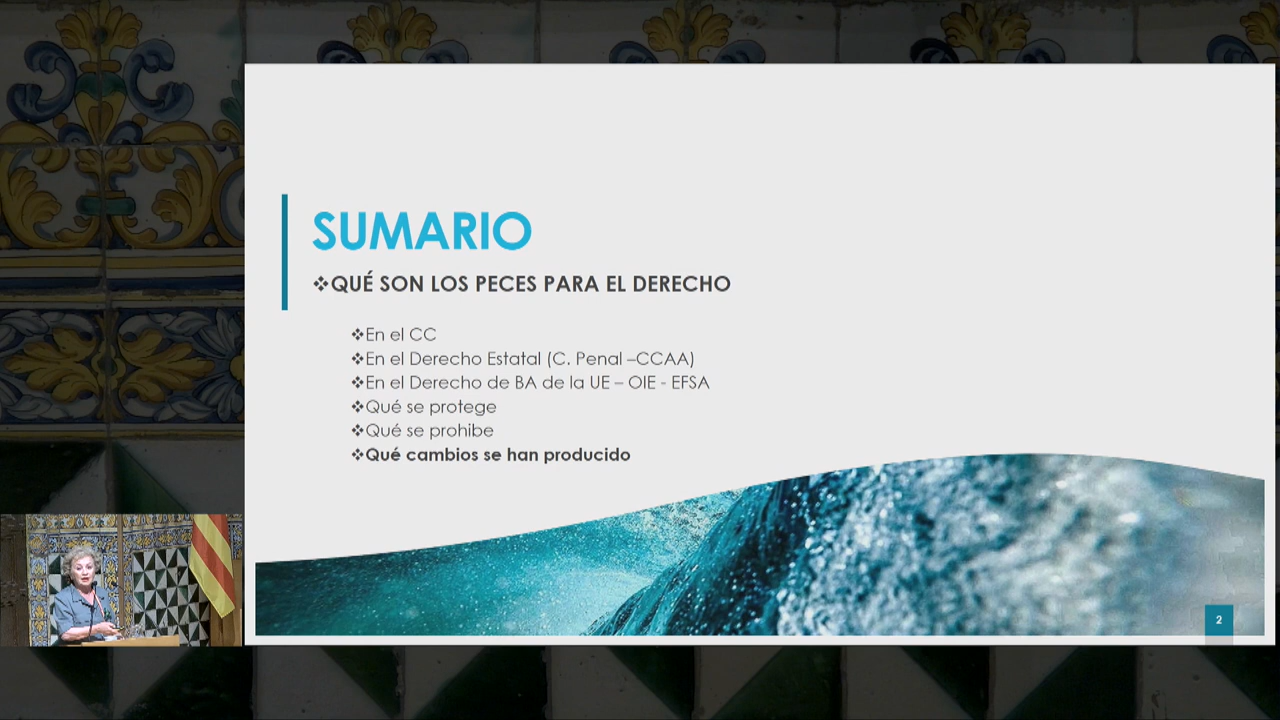 SUMARIO
❖QUÉ SON LOS PECES PARA EL DERECHO
❖En el CC
❖En el Derecho Estatal (C. Penal –CCAA)
❖En el Derecho de BA de la UE – OIE - EFSA
❖Qué se protege
❖Qué se prohibe
❖Qué cambios se han producido
2